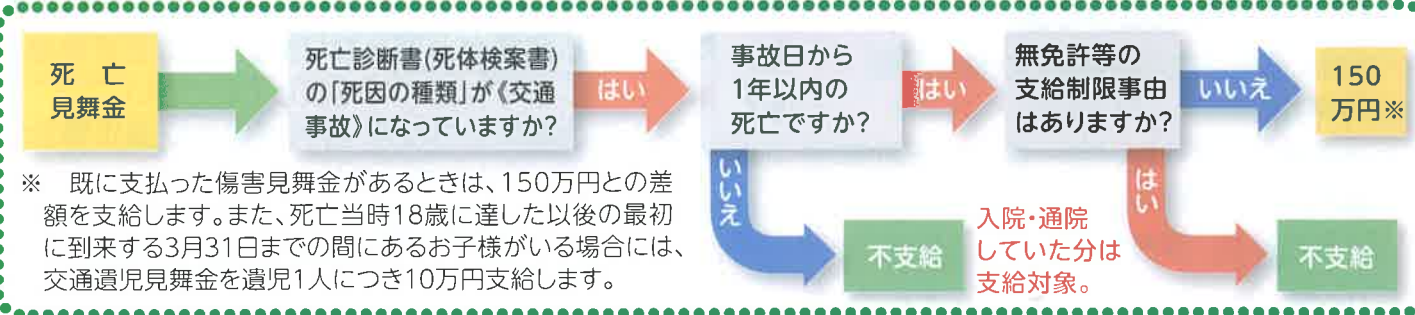 死　亡
見舞金
死亡診断書(死体検案書)
の「死因の種類」が《交通
事故》になっていますか?
はい
事故日から
1年以内の
死亡ですか?
はい
無免許等の
支給制限事由
はありますか?
いいえ
150
万円※
いいえ
不支給
入院・通院
していた分は
支給対象。
はい
不支給
※　既に支払った傷害見舞金があるときは、150万円との差
額を支給します。また、死亡当時18歳に達した以後の最初
に到来する3月31日までの間にあるお子様がいる場合には、
交通遺児見舞金を遺児1人につき10万円支給します。